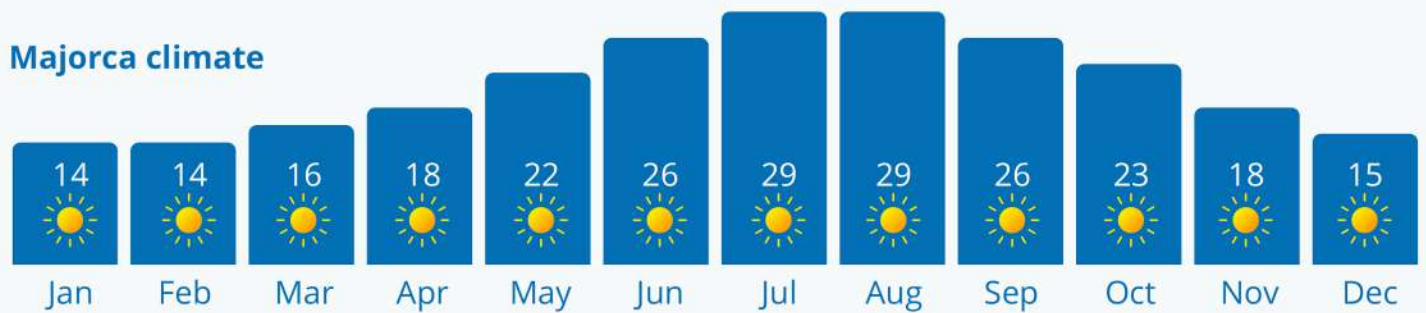 Majorca climate
14 14 16 18 22 26 29 29 26 23 18 15
Jan Feb Mar Apr May Jun Jul Aug Sep Oct Nov Dec